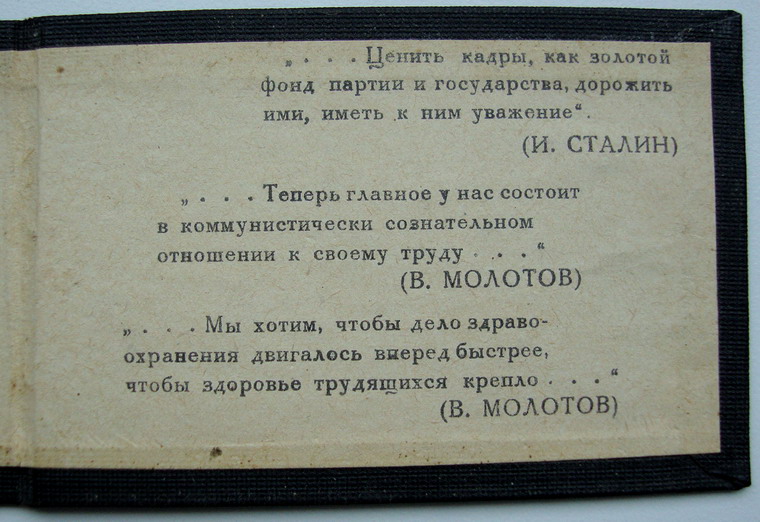 „ . . . Ценить кадры, как золотой
фонд партии и государства, дорожить
ими, иметь к ним уважение“.
(И. СТАЛИН)
„ . . . Теперь главное у нас состоит
в коммунистически сознательном
отношении к своему труду . . . “
(В. МОЛОТОВ)
„ . . . Мы хотим, чтобы дело здраво-
охранения двигалось вперед быстрее,
чтобы здоровье трудящихся крепло . . . “
(В. МОЛОТОВ)